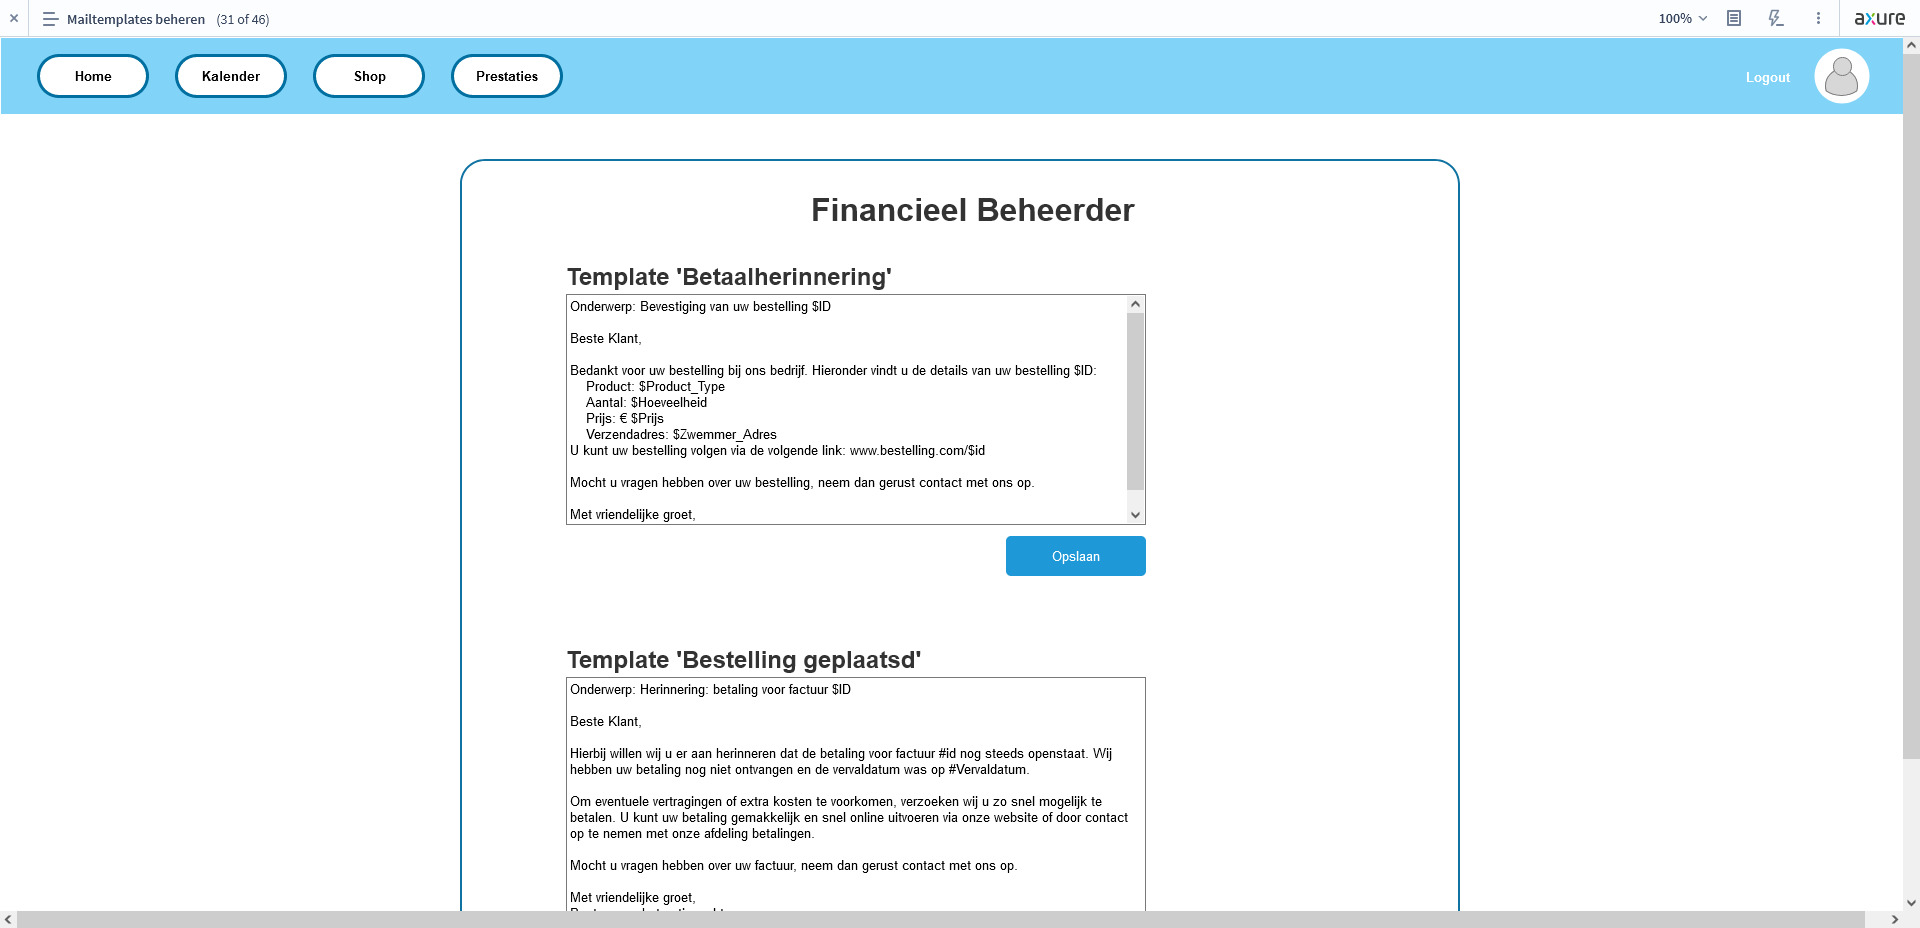 Mailtemplates beheren (31 of 46)
100%
axure
Home
Kalender
Shop
Prestaties
Logout
Financieel Beheerder
Template 'Betaalherinnering'
Onderwerp: Bevestiging van uw bestelling $ID
Beste Klant,
Bedankt voor uw bestelling bij ons bedrijf. Hieronder vindt u de details van uw bestelling $ID:
Product: $Product_Type
Aantal: $Hoeveelheid
Prijs: € $Prijs
Verzendadres: $Zwemmer_Adres
U kunt uw bestelling volgen via de volgende link: www.bestelling.com/$id
Mocht u vragen hebben over uw bestelling, neem dan gerust contact met ons op.
Met vriendelijke groet,
Opslaan
Template 'Bestelling geplaatsd'
Onderwerp: Herinnering: betaling voor factuur $ID
Beste Klant,
Hierbij willen wij u er aan herinneren dat de betaling voor factuur #id nog steeds openstaat. Wij
hebben uw betaling nog niet ontvangen en de vervaldatum was op #Vervaldatum.
Om eventuele vertragingen of extra kosten te voorkomen, verzoeken wij u zo snel mogelijk te
betalen. U kunt uw betaling gemakkelijk en snel online uitvoeren via onze website of door contact
op te nemen met onze afdeling betalingen.
Mocht u vragen hebben over uw factuur, neem dan gerust contact met ons op.
Met vriendelijke groet,